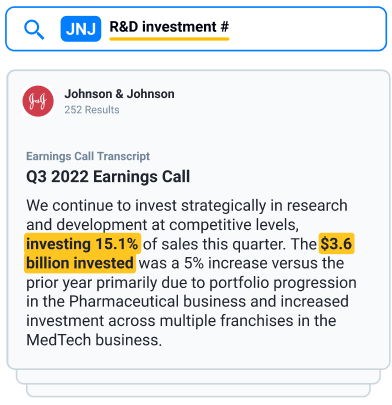 JNJ R&D investment #
J&J
Johnson & Johnson
252 Results
Earnings Call Transcript
Q3 2022 Earnings Call
We continue to invest strategically in research
and development at competitive levels,
investing 15.1% of sales this quarter. The $3.6
billion invested was a 5% increase versus the
prior year primarily due to portfolio progression
in the Pharmaceutical business and increased
investment across multiple franchises in the
MedTech business.